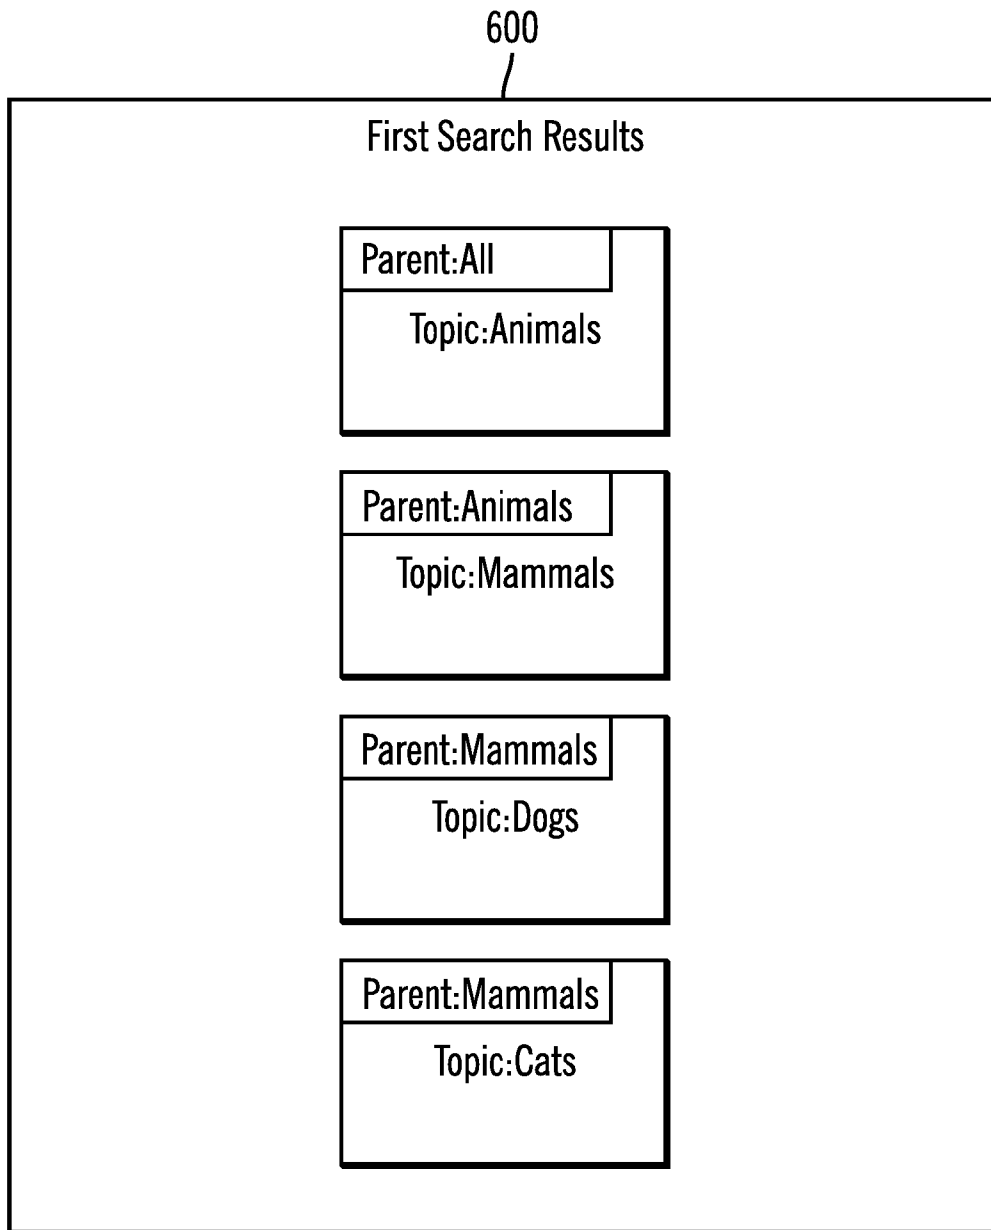 600
First Search Results
Parent:All
Topic:Animals
Parent:Animals
Topic:Mammals
Parent:Mammals
Topic:Dogs
Parent:Mammals
Topic:Cats